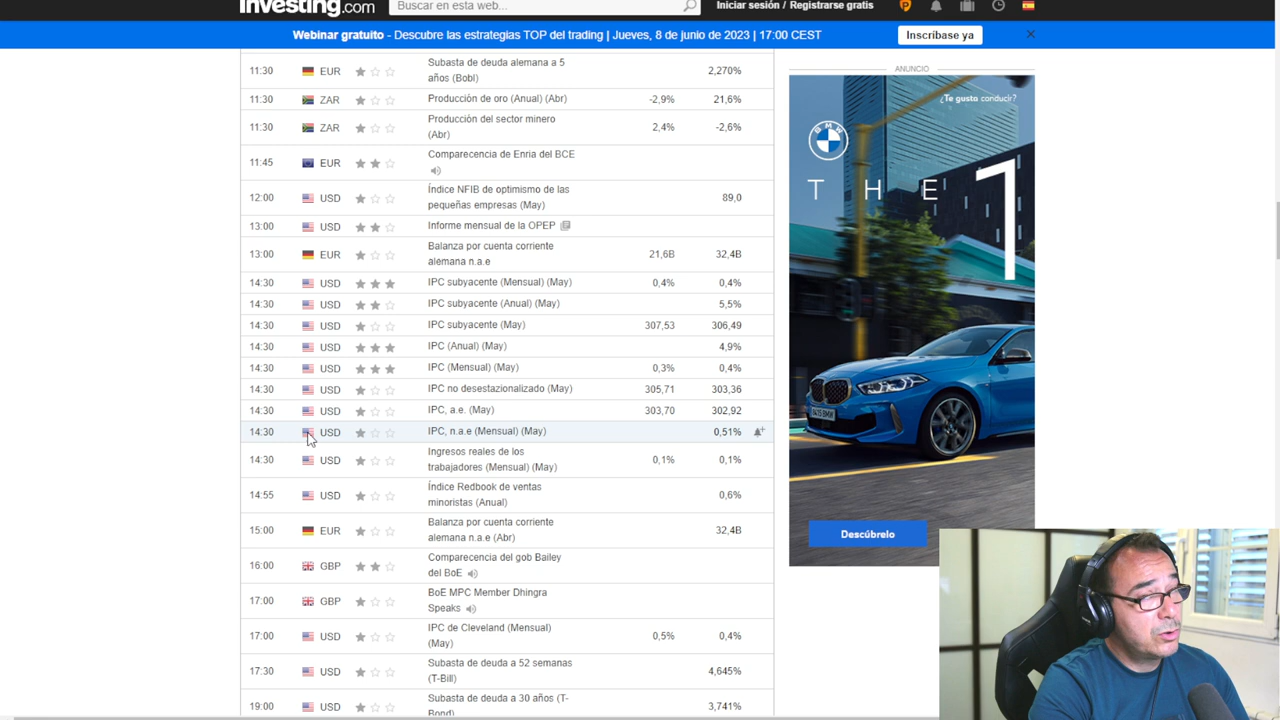 Investing.com
Buscar en esta web...
Iniciar sesión / Registrarse gratis
Webinar gratuito - Descubre las estrategias TOP del trading | Jueves, 8 de junio de 2023 | 17:00 CEST
Inscríbase ya
11:30 EUR Subasta de deuda alemana a 5 2,270%
años (Bobl)
11:30 ZAR Producción de oro (Anual) (Abr) -2,9% 21,6%
11:30 ZAR Producción del sector minero 2,4% -2,6%
(Abr)
11:45 EUR Comparecencia de Enria del BCE
12:00 USD Índice NFIB de optimismo de las 89,0
pequeñas empresas (May)
13:00 USD Informe mensual de la OPEP
13:00 EUR Balanza por cuenta corriente 21,6B 32,4B
alemana n.a.e
14:30 USD IPC subyacente (Mensual) (May) 0,4% 0,4%
14:30 USD IPC subyacente (Anual) (May) 5,5%
14:30 USD IPC subyacente (May) 307,53 306,49
14:30 USD IPC (Anual) (May) 4,9%
14:30 USD IPC (Mensual) (May) 0,3% 0,4%
14:30 USD IPC no desestazionalizado (May) 305,71 303,36
14:30 USD IPC, a.e. (May) 303,70 302,92
14:30 USD IPC, n.a.e (Mensual) (May) 0,51%
14:30 USD Ingresos reales de los 0,1% 0,1%
trabajadores (Mensual) (May)
14:55 USD Índice Redbook de ventas 0,6%
minoristas (Anual)
15:00 EUR Balanza por cuenta corriente 32,4B
alemana n.a.e (Abr)
16:00 GBP Comparecencia del gob Bailey
del BoE
17:00 GBP BoE MPC Member Dhingra
Speaks
17:00 USD IPC de Cleveland (Mensual) 0,5% 0,4%
(May)
17:30 USD Subasta de deuda a 52 semanas 4,645%
(T-Bill)
19:00 USD Subasta de deuda a 30 años (T- 3,741%
Bond)
ANUNCIO
¿Te gusta conducir?
BMW
THE 1
Descúbrelo